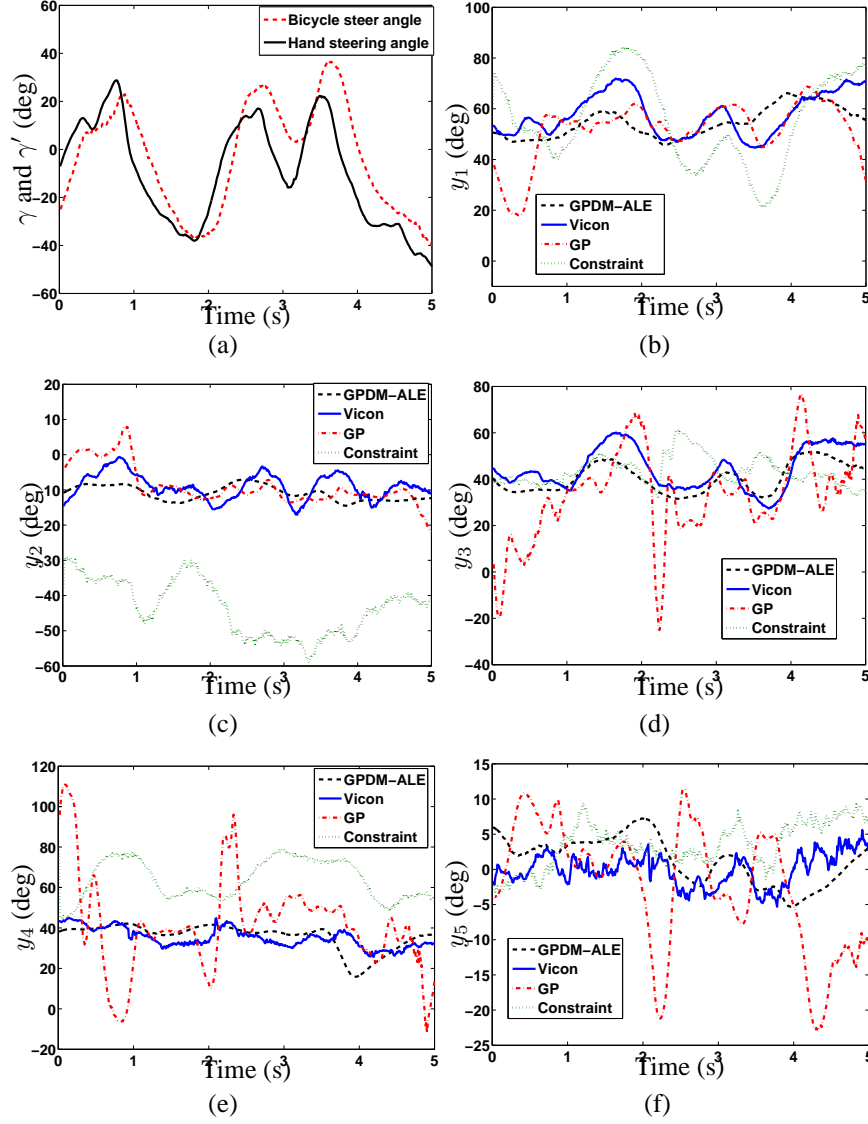 60
40
20
0
−20
−40
−60
γ and γ′ (deg)
Bicycle steer angle
Hand steering angle
0 1 2 3 4 5
Time (s)
(a)
100
80
60
40
20
0
y1 (deg)
GPDM−ALE
Vicon
GP
Constraint
0 1 2 3 4 5
Time (s)
(b)
20
10
0
−10
−20
−30
−40
−50
−60
y2 (deg)
GPDM−ALE
Vicon
GP
Constraint
0 1 2 3 4 5
Time (s)
(c)
80
60
40
20
0
−20
−40
y3 (deg)
GPDM−ALE
Vicon
GP
Constraint
0 1 2 3 4 5
Time (s)
(d)
120
100
80
60
40
20
0
−20
y4 (deg)
GPDM−ALE
Vicon
GP
Constraint
0 1 2 3 4 5
Time (s)
(e)
15
10
5
0
−5
−10
−15
−20
−25
y5 (deg)
GPDM−ALE
Vicon
GP
Constraint
0 1 2 3 4 5
Time (s)
(f)